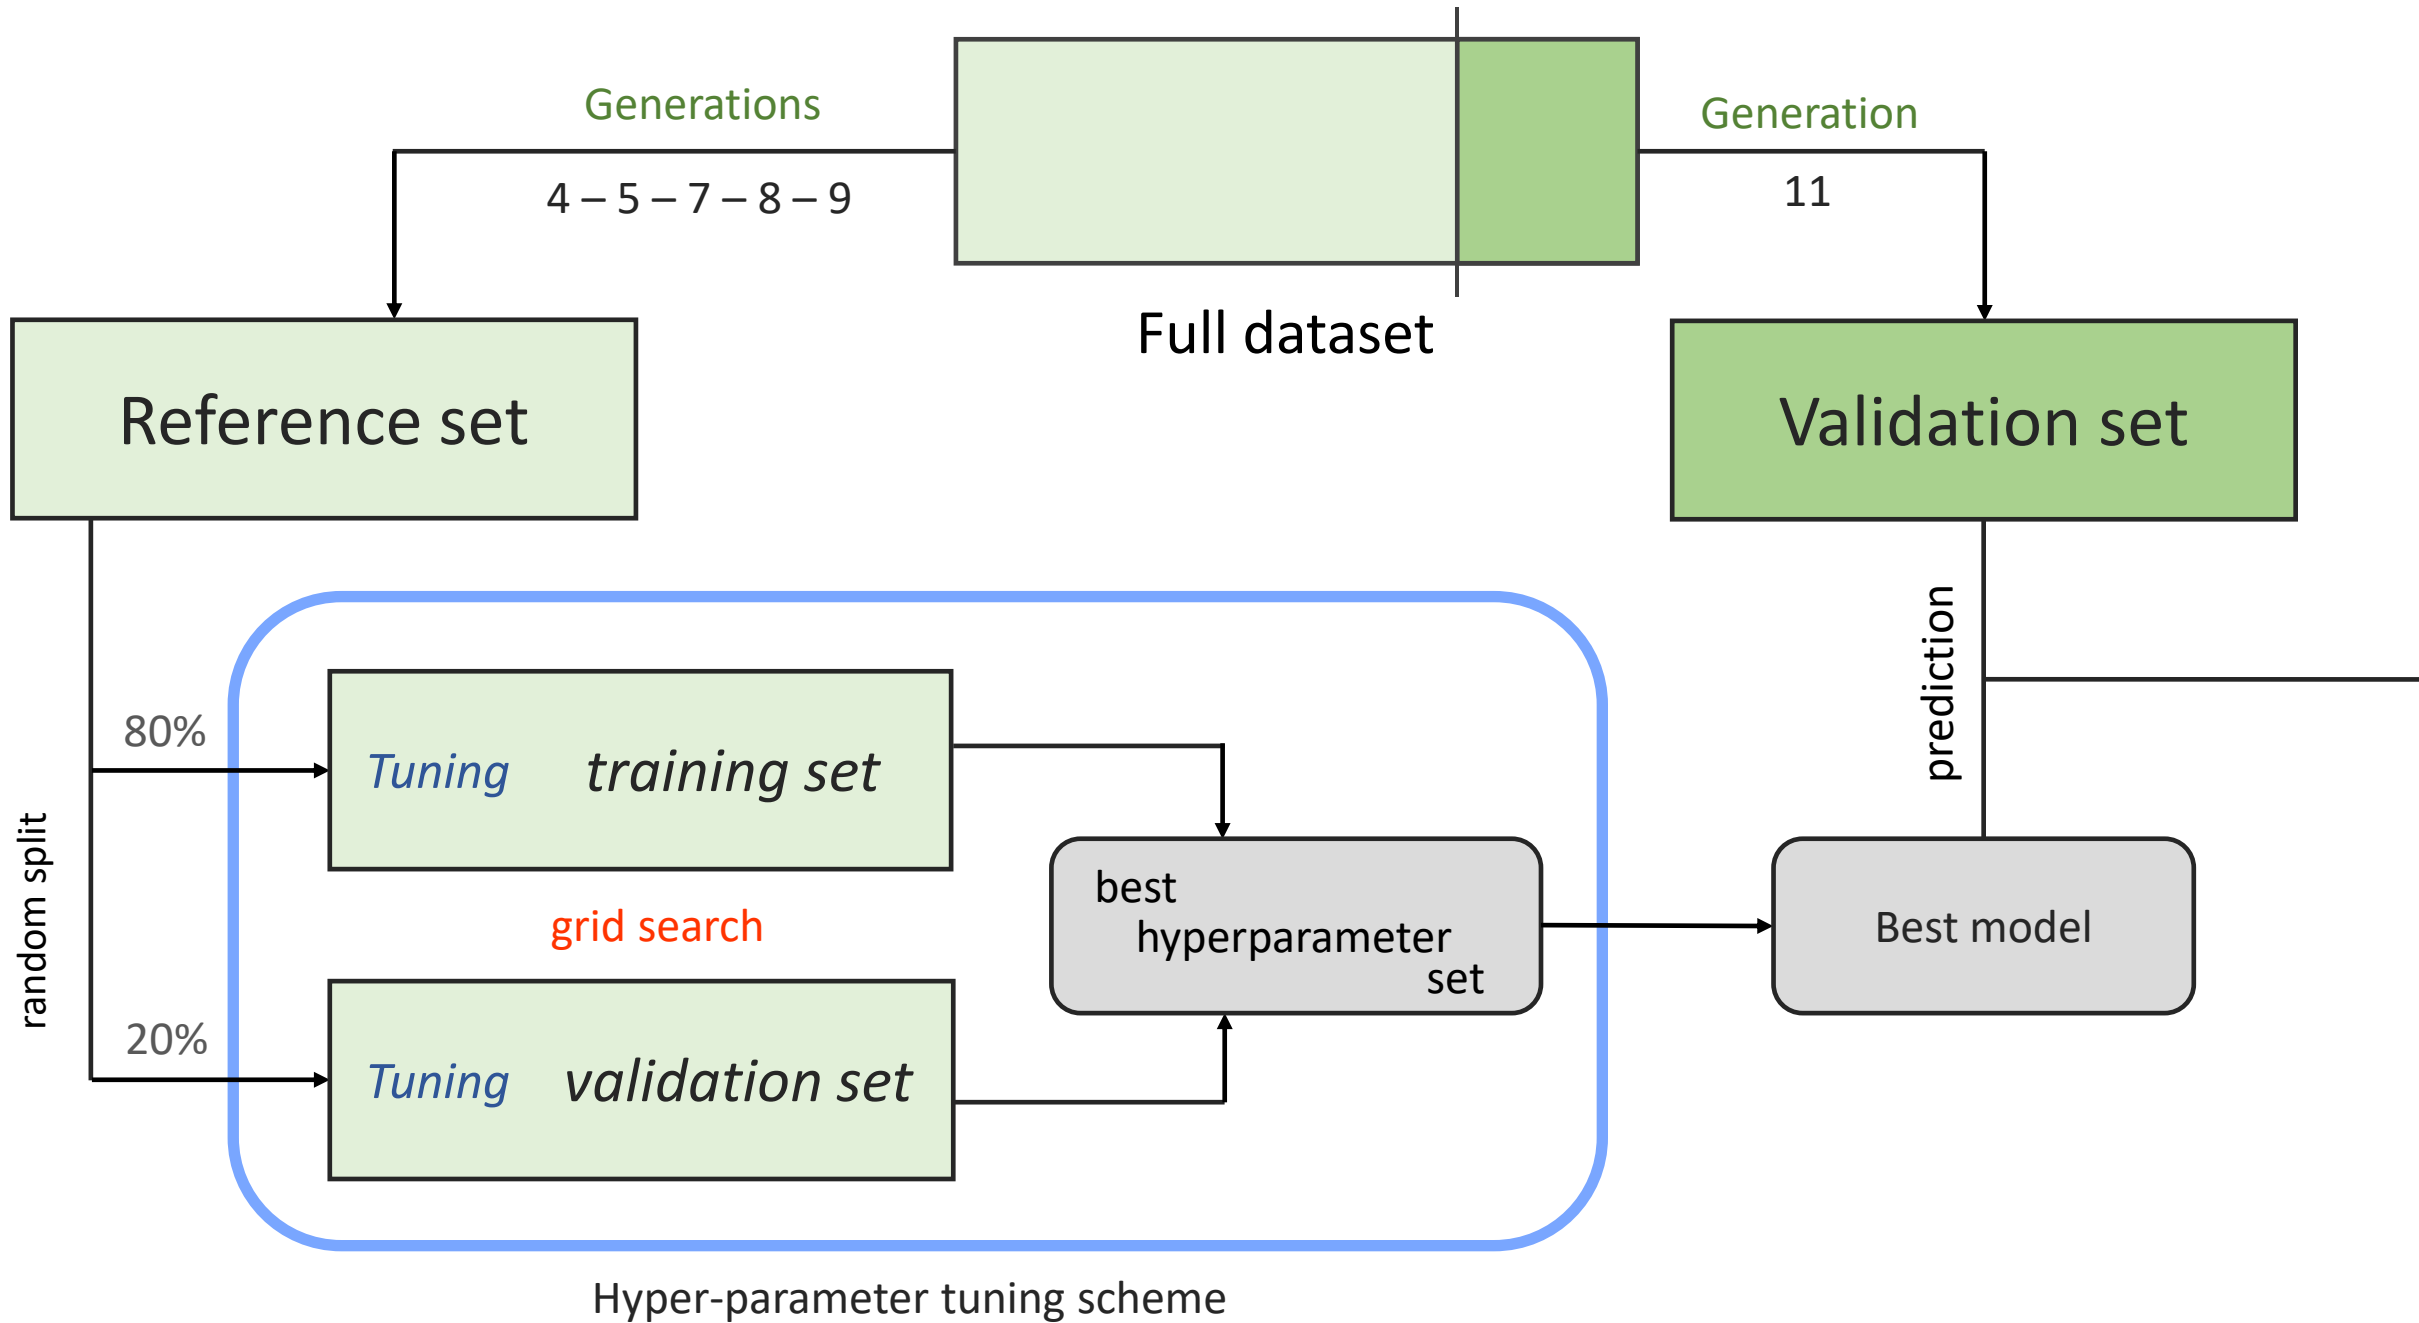 Generations
4 – 5 – 7 – 8 – 9
Generation
11
Full dataset
Reference set
Validation set
random split
80%
20%
Tuning training set
grid search
Tuning validation set
best
hyperparameter
set
prediction
Best model
Hyper-parameter tuning scheme